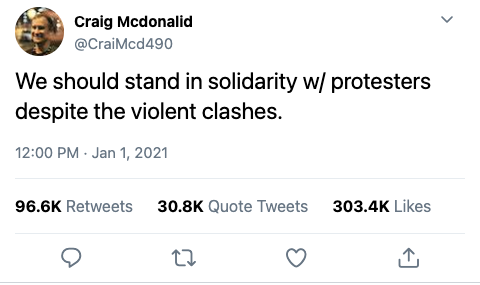 Craig Mcdonalid
@CraiMcd490
We should stand in solidarity w/ protesters
despite the violent clashes.
12:00 PM · Jan 1, 2021
96.6K Retweets 30.8K Quote Tweets 303.4K Likes